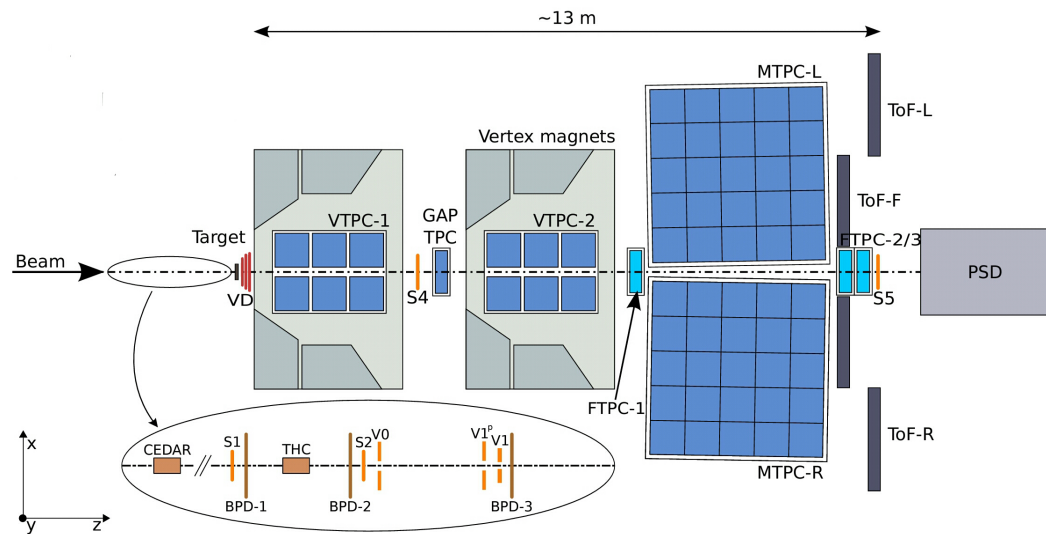 ~13 m
MTPC-L
ToF-L
Vertex magnets
ToF-F
GAP
TPC
VTPC-1
VTPC-2
Target
FTPC-2/3
Beam
PSD
VD
S4
S5
FTPC-1
ToF-R
MTPC-R
x
y
z
CEDAR
S1
THC
S2
V0
V1ᵖ
V1
BPD-1
BPD-2
BPD-3